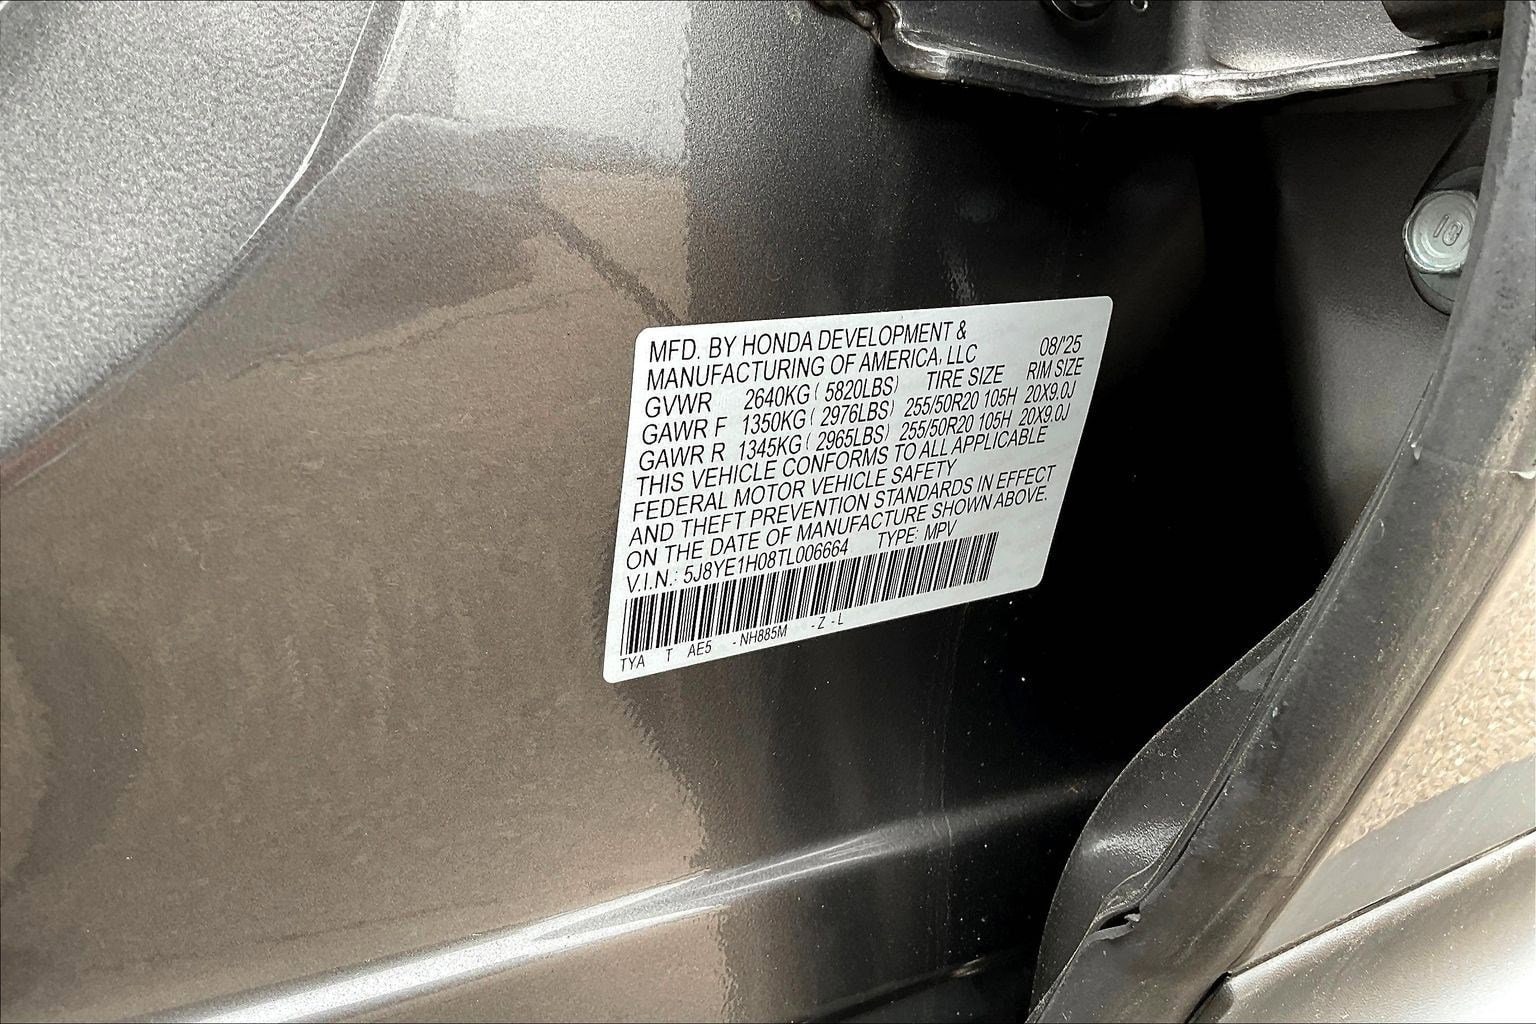 MFD. BY HONDA DEVELOPMENT &
MANUFACTURING OF AMERICA, LLC 08/'25
GVWR 2640KG ( 5820LBS) TIRE SIZE RIM SIZE
GAWR F 1350KG ( 2976LBS) 255/50R20 105H 20X9.0J
GAWR R 1345KG ( 2965LBS) 255/50R20 105H 20X9.0J
THIS VEHICLE CONFORMS TO ALL APPLICABLE
FEDERAL MOTOR VEHICLE SAFETY
AND THEFT PREVENTION STANDARDS IN EFFECT
ON THE DATE OF MANUFACTURE SHOWN ABOVE.
V.I.N.: 5J8YE1H08TL006664 TYPE: MPV
TYA T AE5 -NH885M -Z -L